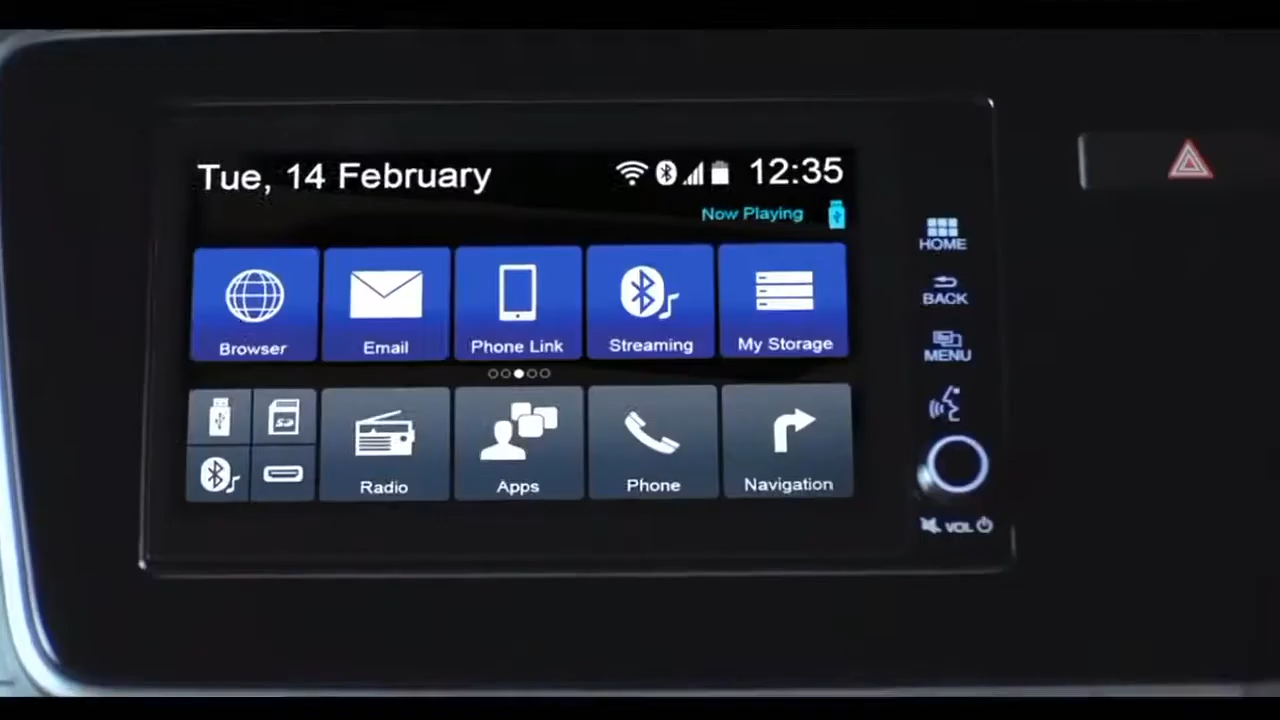 Tue, 14 February
12:35
Now Playing
HOME
BACK
MENU
Browser
Email
Phone Link
Streaming
My Storage
SD
Radio
Apps
Phone
Navigation
VOL